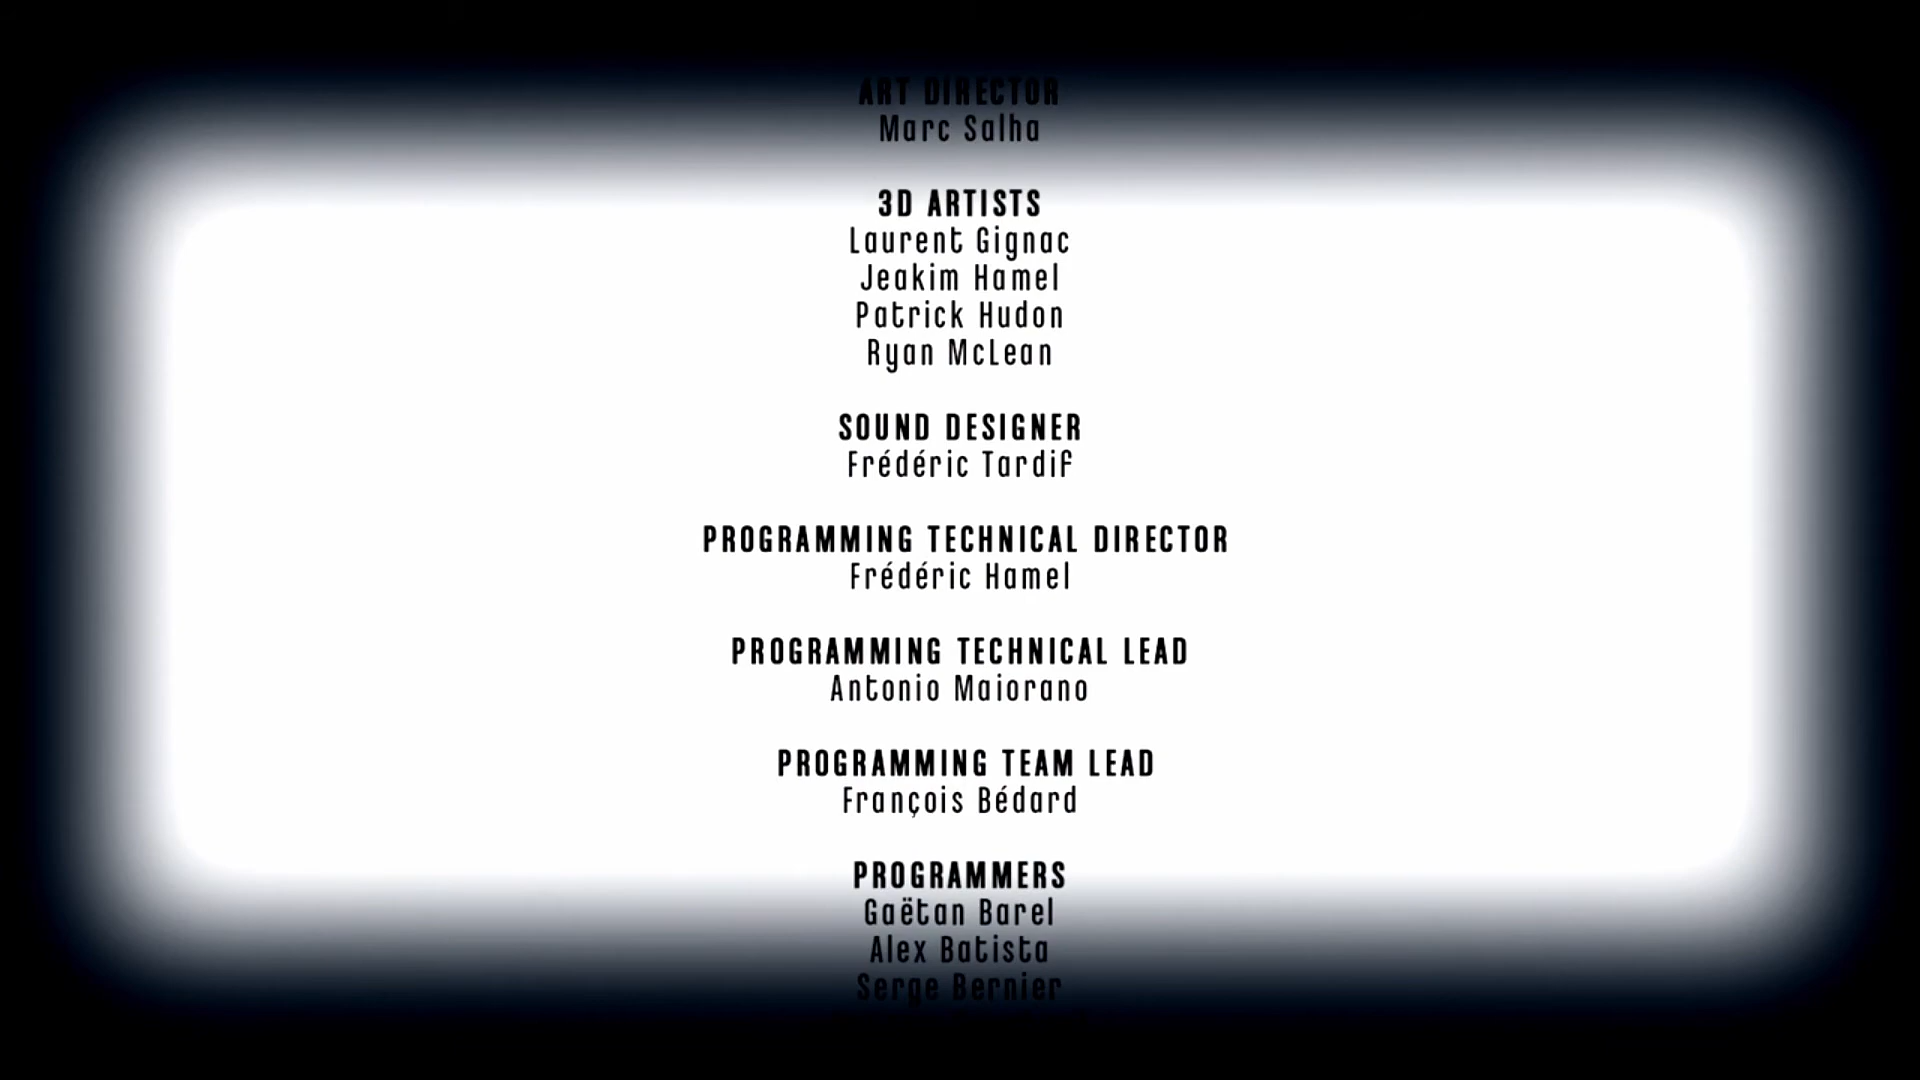 ART DIRECTOR
Marc Salha
3D ARTISTS
Laurent Gignac
Jeakim Hamel
Patrick Hudon
Ryan McLean
SOUND DESIGNER
Frédéric Tardif
PROGRAMMING TECHNICAL DIRECTOR
Frédéric Hamel
PROGRAMMING TECHNICAL LEAD
Antonio Maiorano
PROGRAMMING TEAM LEAD
François Bédard
PROGRAMMERS
Gaëtan Barel
Alex Batista
Serge Bernier